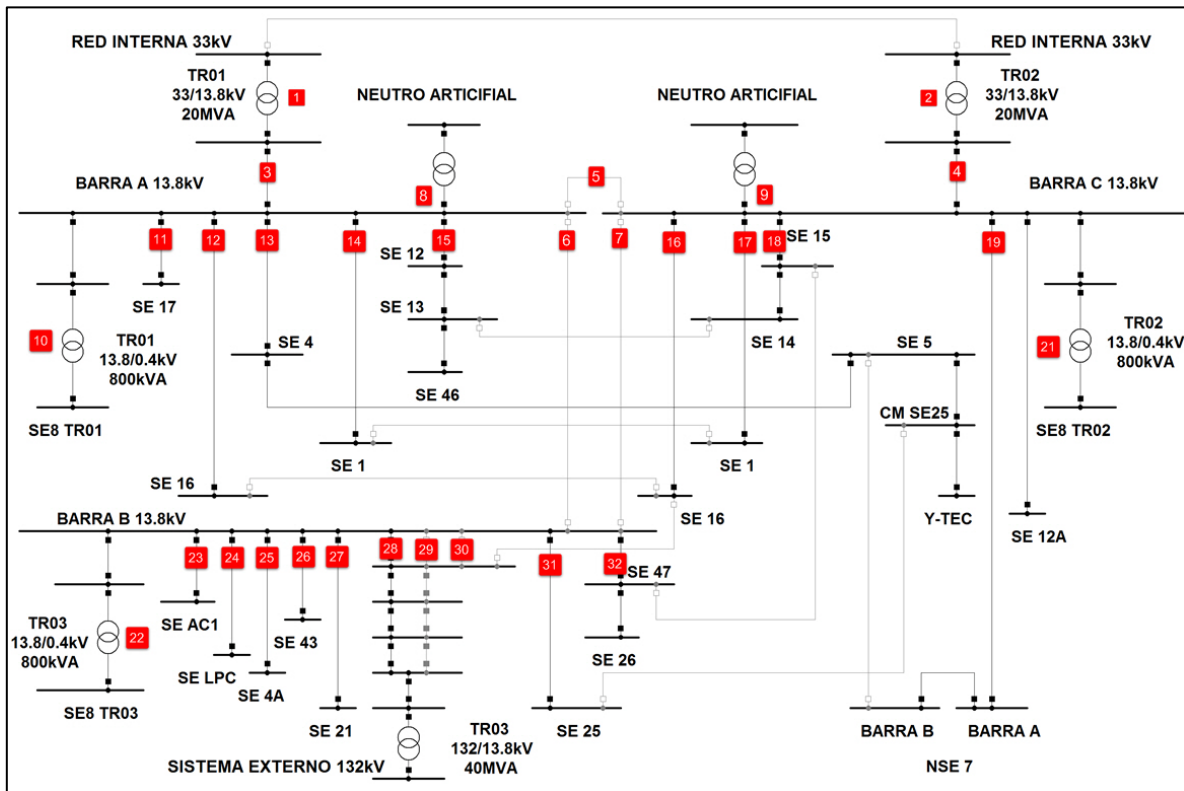 RED INTERNA 33kV
RED INTERNA 33kV
TR01
33/13.8kV
20MVA
1
NEUTRO ARTICIFIAL
NEUTRO ARTICIFIAL
2
TR02
33/13.8kV
20MVA
3
4
5
8
9
BARRA A 13.8kV
BARRA C 13.8kV
6
7
11
12
13
14
15
16
17
18
19
SE 15
SE 12
SE 17
SE 13
SE 14
10
TR01
13.8/0.4kV
800kVA
SE 4
SE 5
21
TR02
13.8/0.4kV
800kVA
SE 46
SE8 TR01
CM SE25
SE8 TR02
SE 1
SE 1
SE 16
SE 16
Y-TEC
SE 12A
BARRA B 13.8kV
23
24
25
26
27
28
29
30
31
32
SE 47
TR03
13.8/0.4kV
800kVA
22
SE AC1
SE 43
SE 26
SE LPC
SE 4A
SE8 TR03
SE 21
SE 25
BARRA B
BARRA A
TR03
132/13.8kV
40MVA
SISTEMA EXTERNO 132kV
NSE 7